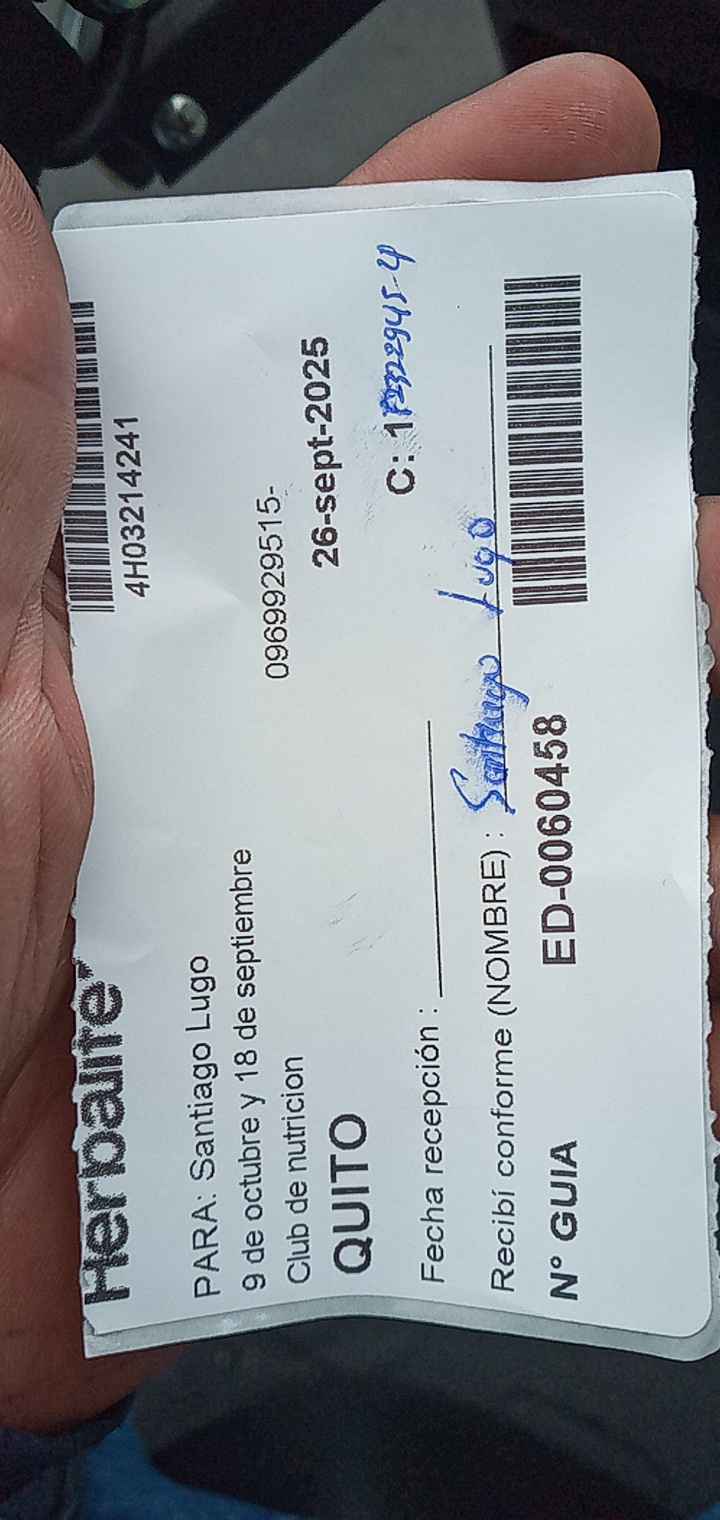 Herbalife
4H03214241
PARA: Santiago Lugo
9 de octubre y 18 de septiembre
0969929515-
Club de nutricion
26-sept-2025
QUITO
C: 1
Fecha recepción :
Recibí conforme (NOMBRE) : Santiago Lugo
N° GUIA ED-0060458